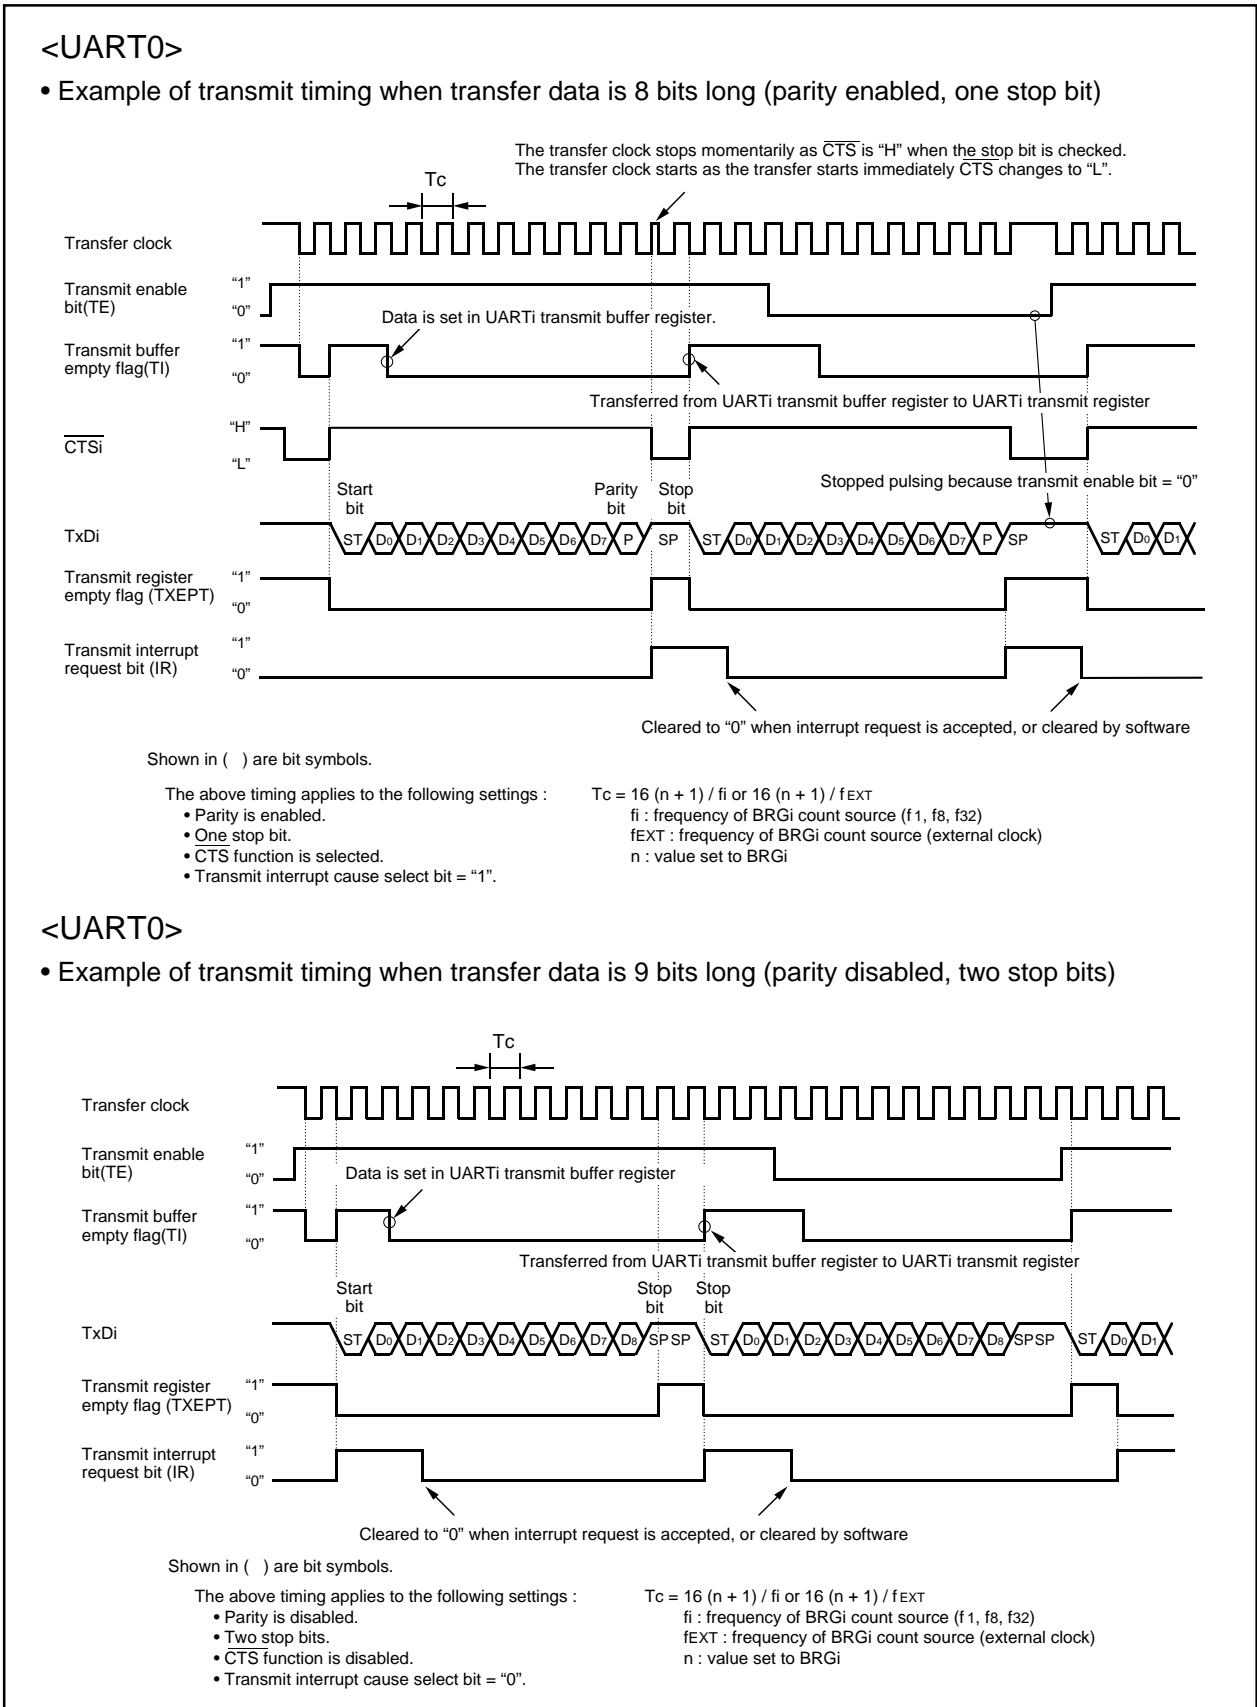 <UART0>
• Example of transmit timing when transfer data is 8 bits long (parity enabled, one stop bit)
The transfer clock stops momentarily as CTS is “H” when the stop bit is checked.
The transfer clock starts as the transfer starts immediately CTS changes to “L”.
Tc
Transfer clock
Transmit enable
bit(TE)
“1”
“0”
Data is set in UARTi transmit buffer register.
Transmit buffer
empty flag(TI)
“1”
“0”
Transferred from UARTi transmit buffer register to UARTi transmit register
CTSi
“H”
“L”
Stopped pulsing because transmit enable bit = “0”
Start
bit
Parity
bit
Stop
bit
TxDi
ST D0 D1 D2 D3 D4 D5 D6 D7 P SP ST D0 D1 D2 D3 D4 D5 D6 D7 P SP ST D0 D1
Transmit register
empty flag (TXEPT)
“1”
“0”
Transmit interrupt
request bit (IR)
“1”
“0”
Cleared to “0” when interrupt request is accepted, or cleared by software
Shown in ( ) are bit symbols.
The above timing applies to the following settings :
• Parity is enabled.
• One stop bit.
• CTS function is selected.
• Transmit interrupt cause select bit = “1”.
Tc = 16 (n + 1) / fi or 16 (n + 1) / fEXT
fi : frequency of BRGi count source (f1, f8, f32)
fEXT : frequency of BRGi count source (external clock)
n : value set to BRGi
<UART0>
• Example of transmit timing when transfer data is 9 bits long (parity disabled, two stop bits)
Tc
Transfer clock
Transmit enable
bit(TE)
“1”
“0”
Data is set in UARTi transmit buffer register
Transmit buffer
empty flag(TI)
“1”
“0”
Transferred from UARTi transmit buffer register to UARTi transmit register
Start
bit
Stop
bit
Stop
bit
TxDi
ST D0 D1 D2 D3 D4 D5 D6 D7 D8 SP SP ST D0 D1 D2 D3 D4 D5 D6 D7 D8 SP SP ST D0 D1
Transmit register
empty flag (TXEPT)
“1”
“0”
Transmit interrupt
request bit (IR)
“1”
“0”
Cleared to “0” when interrupt request is accepted, or cleared by software
Shown in ( ) are bit symbols.
The above timing applies to the following settings :
• Parity is disabled.
• Two stop bits.
• CTS function is disabled.
• Transmit interrupt cause select bit = “0”.
Tc = 16 (n + 1) / fi or 16 (n + 1) / fEXT
fi : frequency of BRGi count source (f1, f8, f32)
fEXT : frequency of BRGi count source (external clock)
n : value set to BRGi